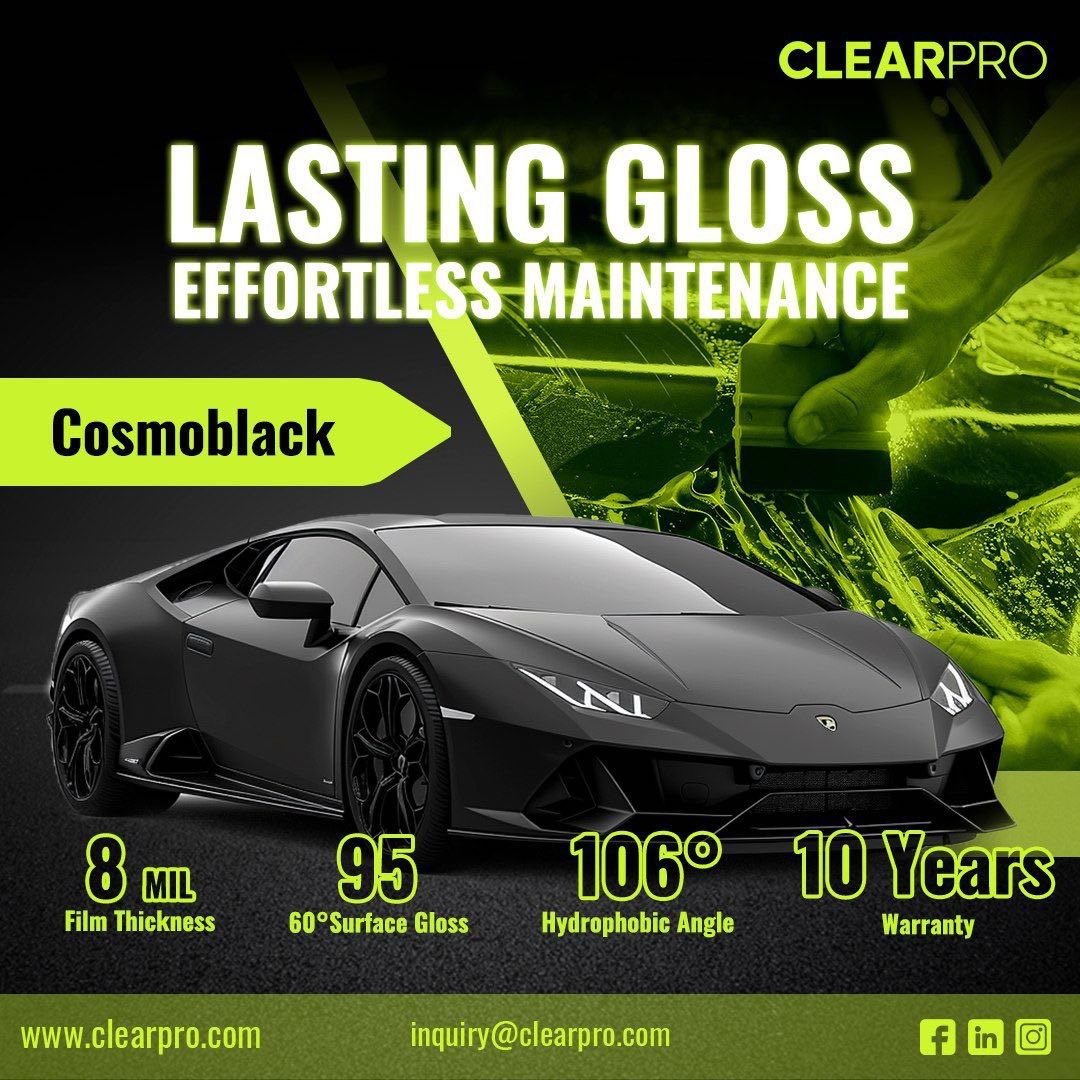 CLEARPRO
LASTING GLOSS
EFFORTLESS MAINTENANCE
Cosmoblack
8 MIL
Film Thickness
95
60°Surface Gloss
106°
Hydrophobic Angle
10 Years
Warranty
www.clearpro.com
inquiry@clearpro.com